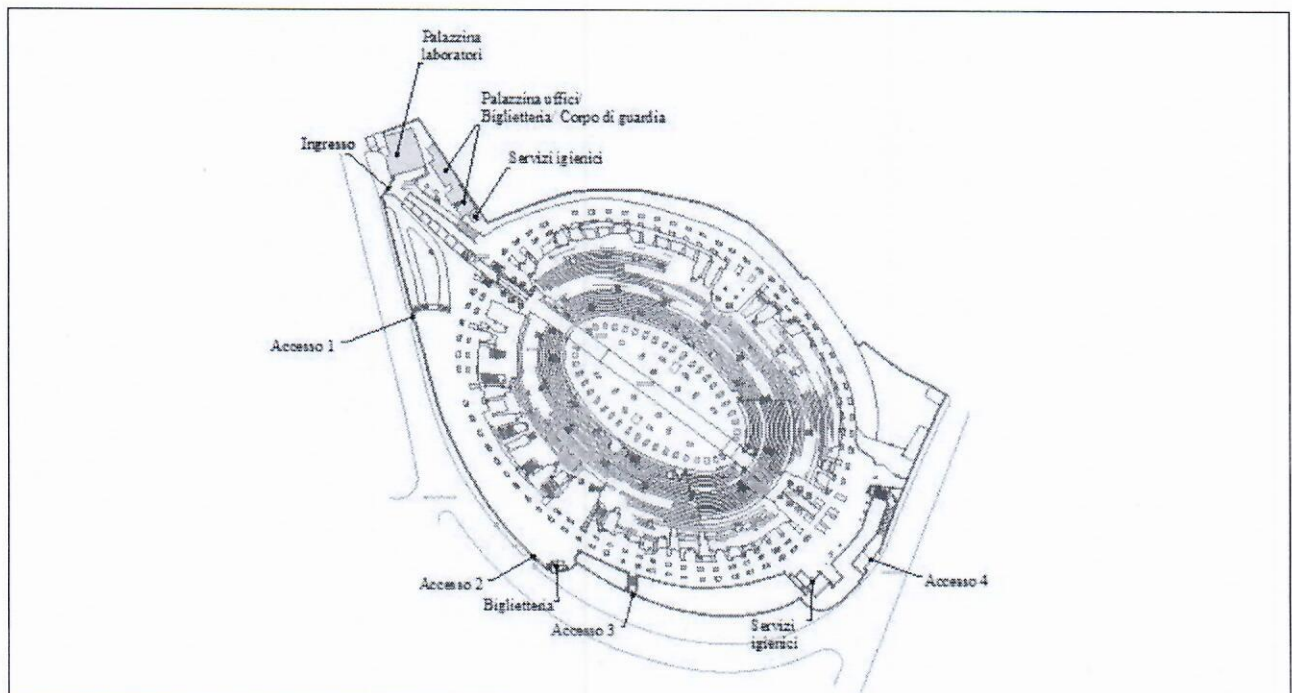 Palazzina
laboratori
Palazzina uffici/
Biglietteria/ Corpo di guardia
Ingresso
Servizi igienici
Accesso 1
Accesso 2
Biglietteria
Accesso 3
Servizi
igienici
Accesso 4